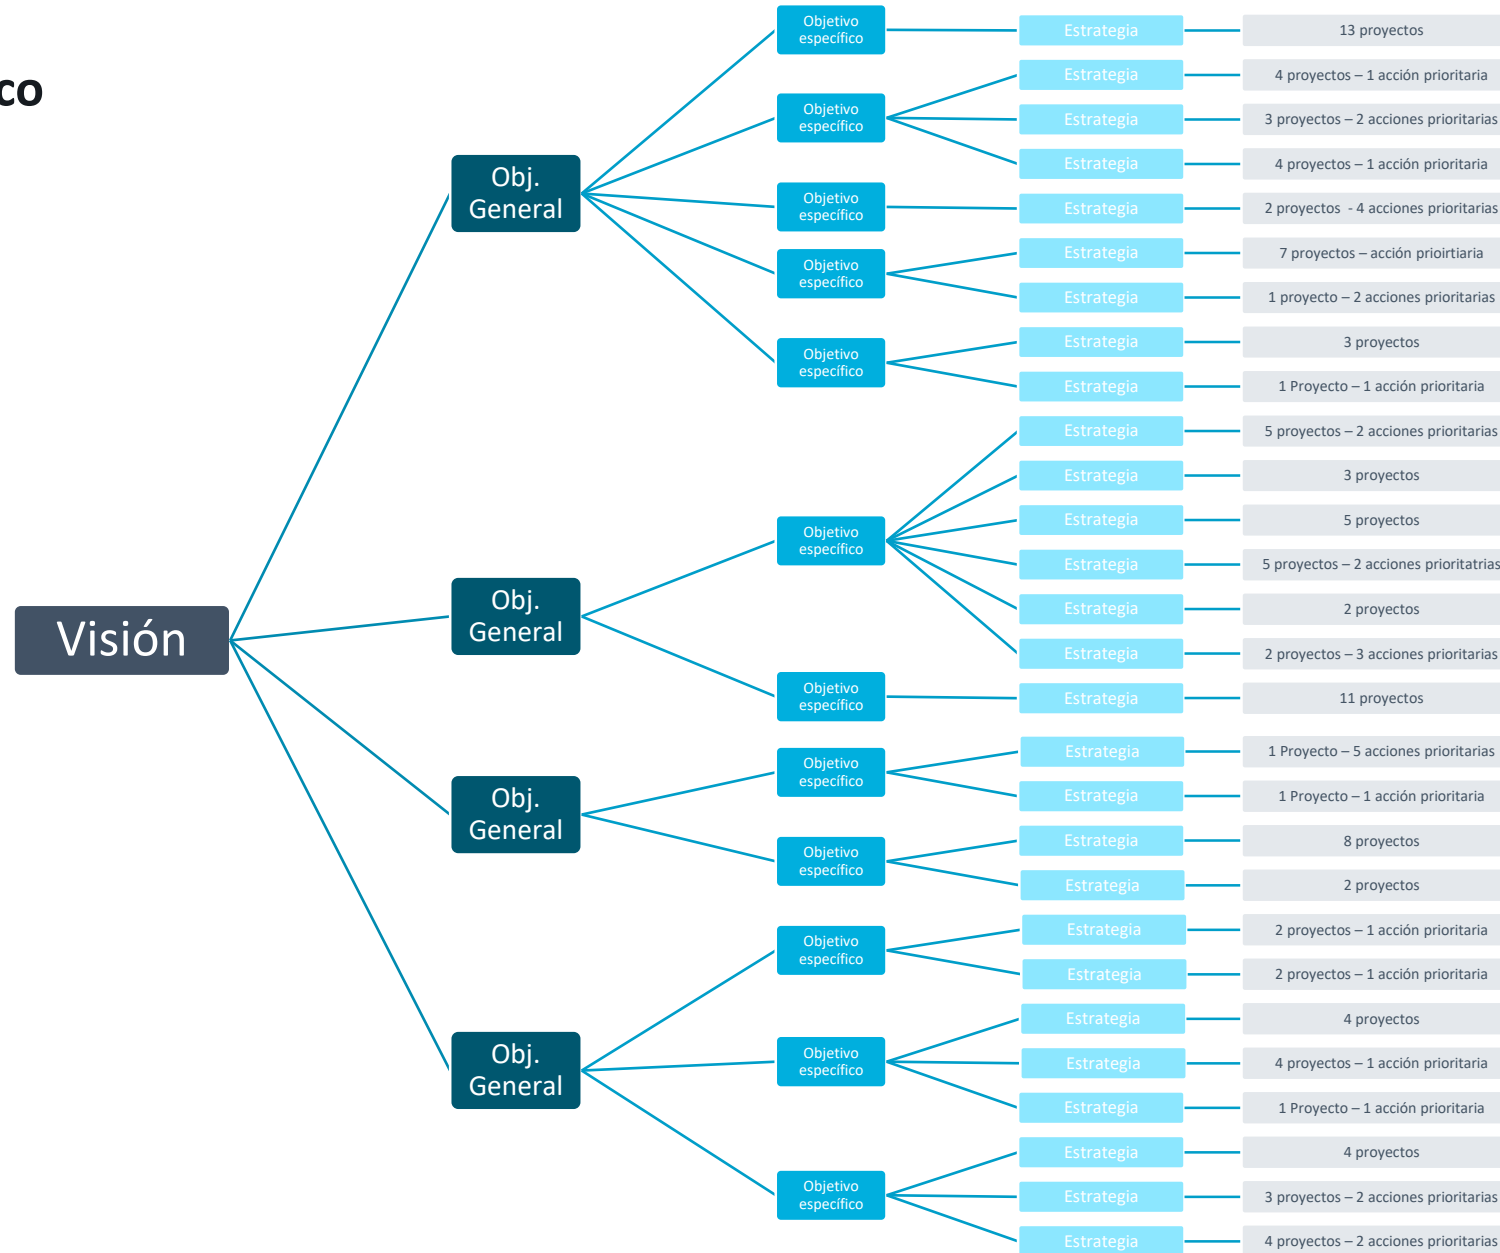 co
Objetivo
específico
Estrategia
13 proyectos
Estrategia
4 proyectos – 1 acción prioritaria
Objetivo
específico
Estrategia
3 proyectos – 2 acciones prioritarias
Estrategia
4 proyectos – 1 acción prioritaria
Obj.
General
Objetivo
específico
Estrategia
2 proyectos - 4 acciones prioritarias
Objetivo
específico
Estrategia
7 proyectos – acción prioirtiaria
Estrategia
1 proyecto – 2 acciones prioritarias
Objetivo
específico
Estrategia
3 proyectos
Estrategia
1 Proyecto – 1 acción prioritaria
Estrategia
5 proyectos – 2 acciones prioritarias
Estrategia
3 proyectos
Objetivo
específico
Estrategia
5 proyectos
Estrategia
5 proyectos – 2 acciones prioritatrias
Obj.
General
Estrategia
2 proyectos
Visión
Estrategia
2 proyectos – 3 acciones prioritarias
Objetivo
específico
Estrategia
11 proyectos
Objetivo
específico
Estrategia
1 Proyecto – 5 acciones prioritarias
Estrategia
1 Proyecto – 1 acción prioritaria
Obj.
General
Objetivo
específico
Estrategia
8 proyectos
Estrategia
2 proyectos
Objetivo
específico
Estrategia
2 proyectos – 1 acción prioritaria
Estrategia
2 proyectos – 1 acción prioritaria
Obj.
General
Estrategia
4 proyectos
Objetivo
específico
Estrategia
4 proyectos – 1 acción prioritaria
Estrategia
1 Proyecto – 1 acción prioritaria
Estrategia
4 proyectos
Objetivo
específico
Estrategia
3 proyectos – 2 acciones prioritarias
Estrategia
4 proyectos – 2 acciones prioritarias